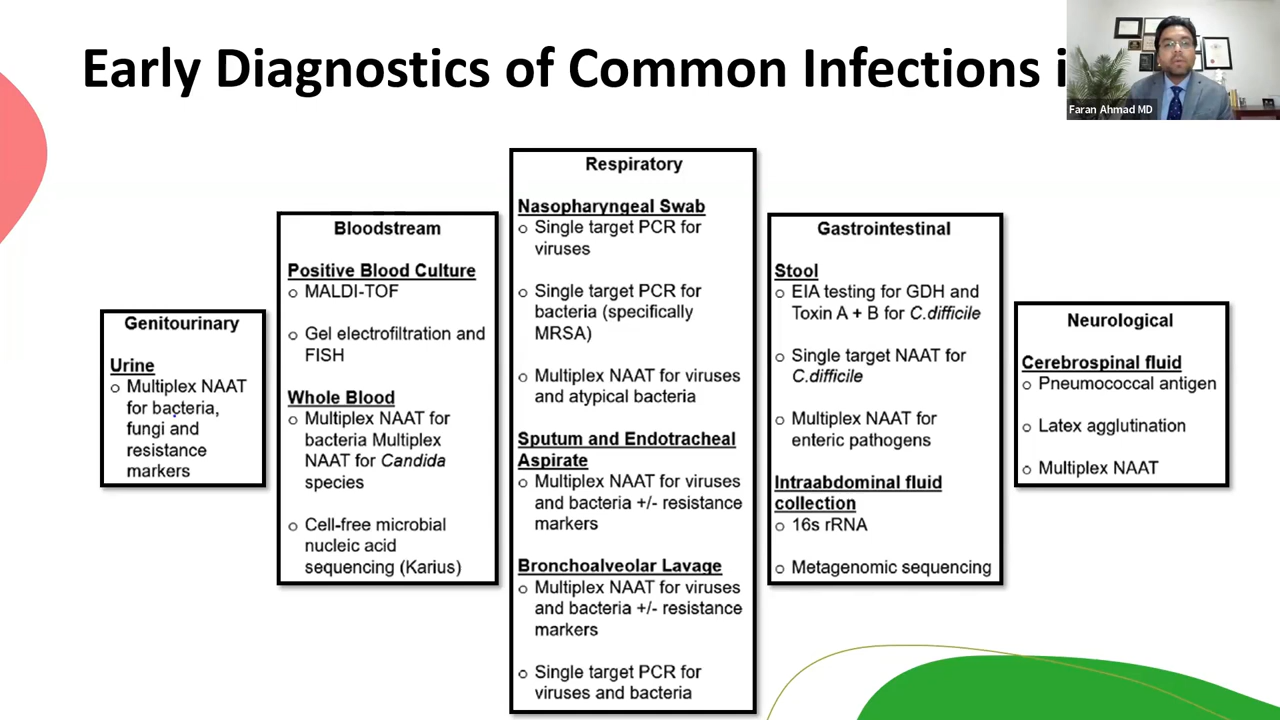 Early Diagnostics of Common Infections i
Faran Ahmad MD
Genitourinary
Urine
o Multiplex NAAT
for bacteria,
fungi and
resistance
markers
Bloodstream
Positive Blood Culture
o MALDI-TOF
o Gel electrofiltration and
FISH
Whole Blood
o Multiplex NAAT for
bacteria Multiplex
NAAT for Candida
species
o Cell-free microbial
nucleic acid
sequencing (Karius)
Respiratory
Nasopharyngeal Swab
o Single target PCR for
viruses
o Single target PCR for
bacteria (specifically
MRSA)
o Multiplex NAAT for viruses
and atypical bacteria
Sputum and Endotracheal
Aspirate
o Multiplex NAAT for viruses
and bacteria +/- resistance
markers
Bronchoalveolar Lavage
o Multiplex NAAT for viruses
and bacteria +/- resistance
markers
o Single target PCR for
viruses and bacteria
Gastrointestinal
Stool
o EIA testing for GDH and
Toxin A + B for C.difficile
o Single target NAAT for
C.difficile
o Multiplex NAAT for
enteric pathogens
Intraabdominal fluid
collection
o 16s rRNA
o Metagenomic sequencing
Neurological
Cerebrospinal fluid
o Pneumococcal antigen
o Latex agglutination
o Multiplex NAAT